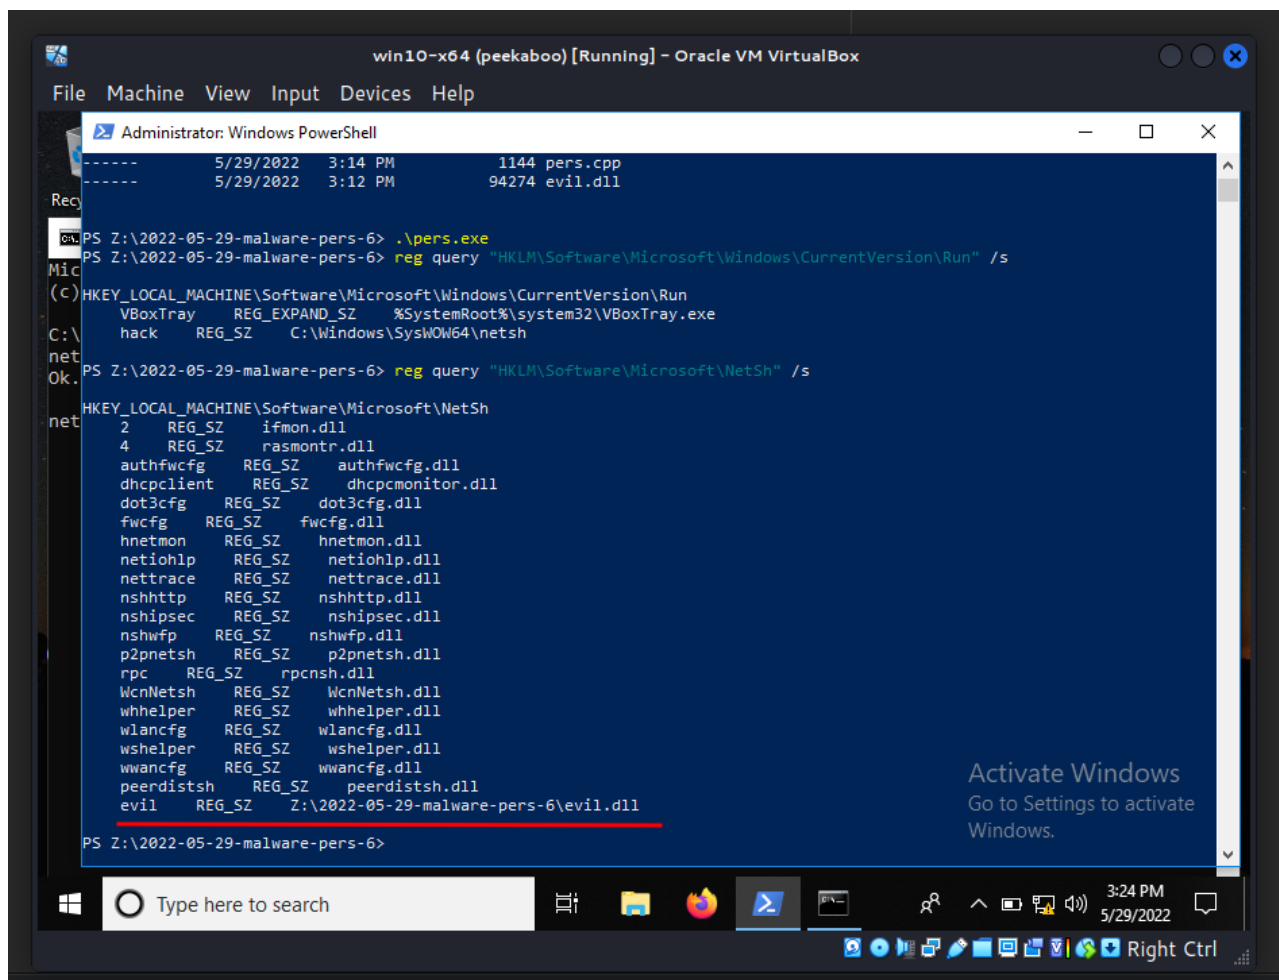 win10-x64 (peekaboo) [Running] - Oracle VM VirtualBox
File Machine View Input Devices Help
Administrator: Windows PowerShell
------ 5/29/2022 3:14 PM 1144 pers.cpp
------ 5/29/2022 3:12 PM 94274 evil.dll
Recy
PS Z:\2022-05-29-malware-pers-6> .\pers.exe
PS Z:\2022-05-29-malware-pers-6> reg query "HKLM\Software\Microsoft\Windows\CurrentVersion\Run" /s
Mic
(c)
HKEY_LOCAL_MACHINE\Software\Microsoft\Windows\CurrentVersion\Run
VBoxTray REG_EXPAND_SZ %SystemRoot%\system32\VBoxTray.exe
hack REG_SZ C:\Windows\SysWOW64\netsh
C:\
net
Ok.
PS Z:\2022-05-29-malware-pers-6> reg query "HKLM\Software\Microsoft\NetSh" /s
HKEY_LOCAL_MACHINE\Software\Microsoft\NetSh
net
2 REG_SZ ifmon.dll
4 REG_SZ rasmontr.dll
authfwcfg REG_SZ authfwcfg.dll
dhcpclient REG_SZ dhcpcmonitor.dll
dot3cfg REG_SZ dot3cfg.dll
fwcfg REG_SZ fwcfg.dll
hnetmon REG_SZ hnetmon.dll
netiohlp REG_SZ netiohlp.dll
nettrace REG_SZ nettrace.dll
nshhttp REG_SZ nshhttp.dll
nshipsec REG_SZ nshipsec.dll
nshwfp REG_SZ nshwfp.dll
p2pnetsh REG_SZ p2pnetsh.dll
rpc REG_SZ rpcnsh.dll
WcnNetsh REG_SZ WcnNetsh.dll
whhelper REG_SZ whhelper.dll
wlancfg REG_SZ wlancfg.dll
wshelper REG_SZ wshelper.dll
wwancfg REG_SZ wwancfg.dll
peerdistsh REG_SZ peerdistsh.dll
evil REG_SZ Z:\2022-05-29-malware-pers-6\evil.dll
PS Z:\2022-05-29-malware-pers-6>
Activate Windows
Go to Settings to activate
Windows.
Type here to search
3:24 PM
5/29/2022
Right Ctrl